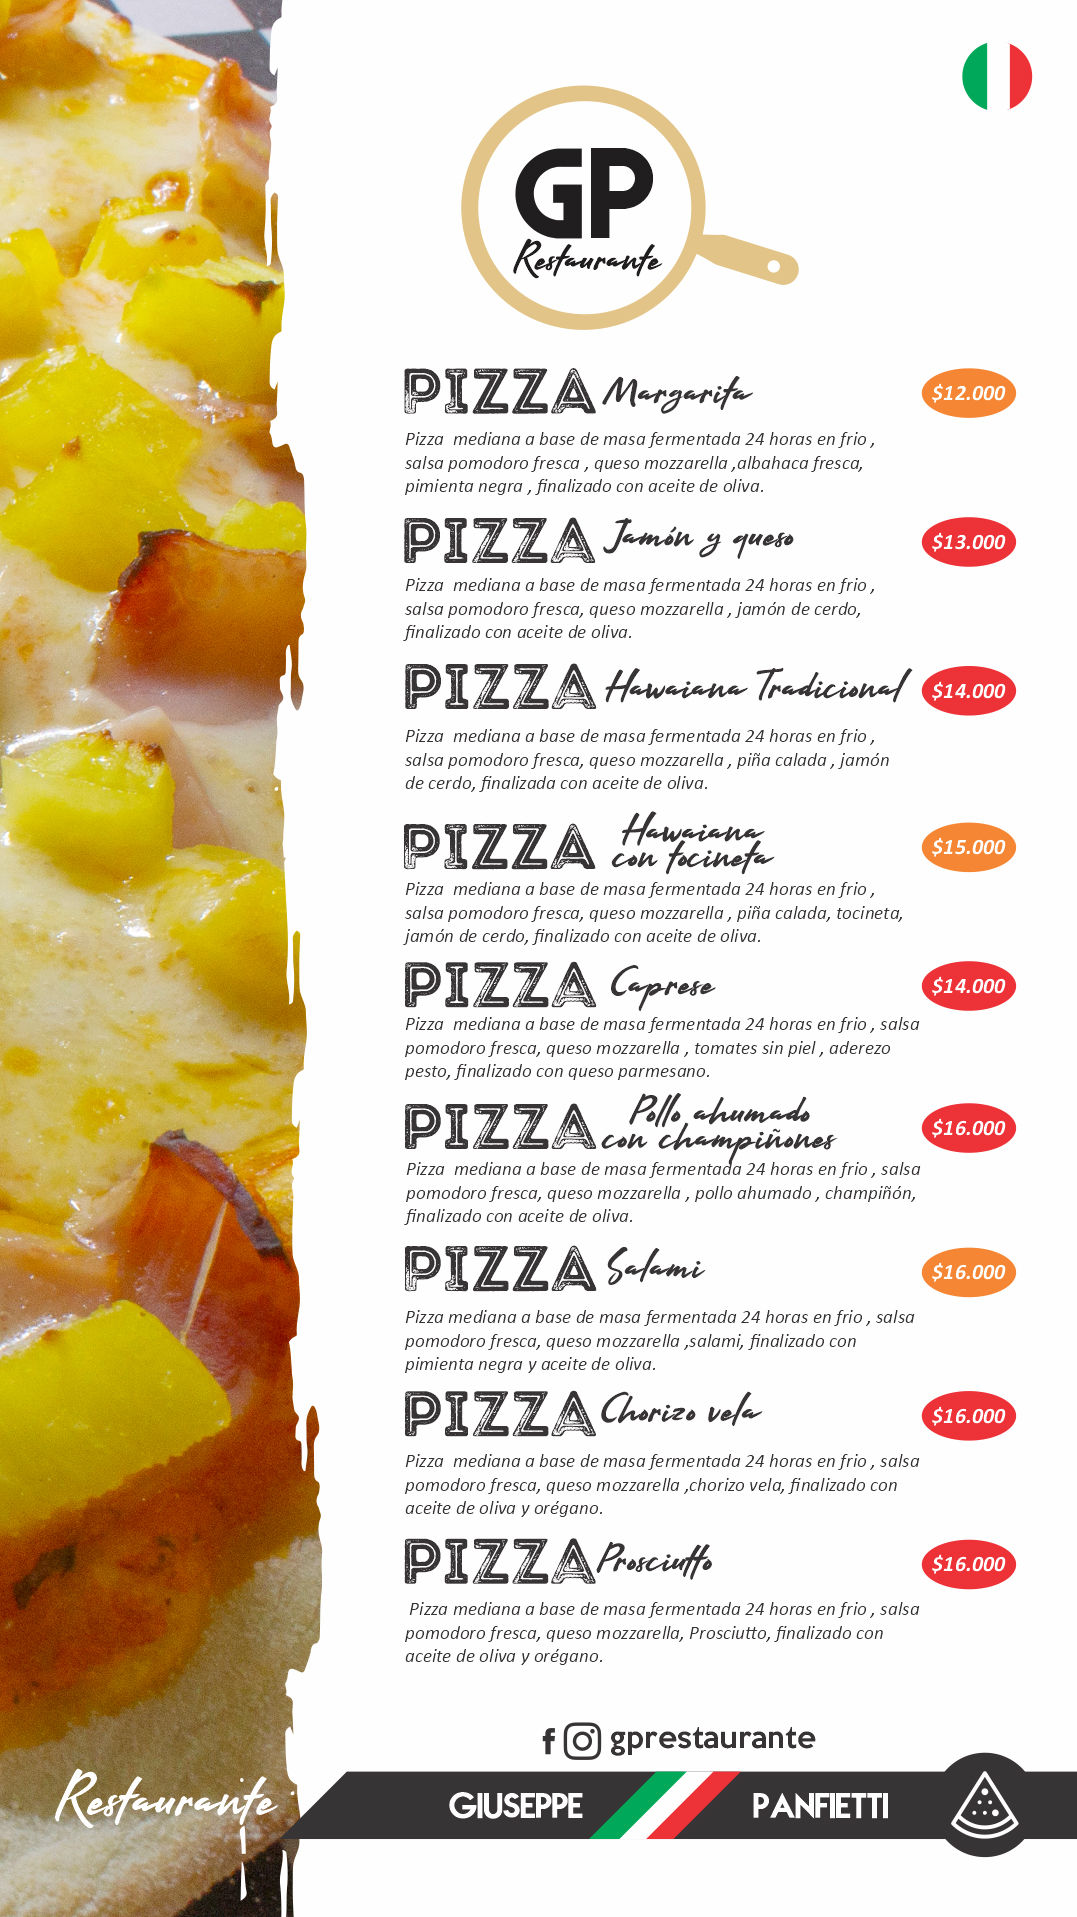 GP
Restaurante
PIZZA Margarita $12.000
Pizza mediana a base de masa fermentada 24 horas en frio ,
salsa pomodoro fresca , queso mozzarella ,albahaca fresca,
pimienta negra , finalizado con aceite de oliva.
PIZZA Jamón y queso $13.000
Pizza mediana a base de masa fermentada 24 horas en frio ,
salsa pomodoro fresca, queso mozzarella , jamón de cerdo,
finalizado con aceite de oliva.
PIZZA Hawaiana Tradicional $14.000
Pizza mediana a base de masa fermentada 24 horas en frio ,
salsa pomodoro fresca, queso mozzarella , piña calada , jamón
de cerdo, finalizada con aceite de oliva.
PIZZA Hawaiana
con tocineta $15.000
Pizza mediana a base de masa fermentada 24 horas en frio ,
salsa pomodoro fresca, queso mozzarella , piña calada, tocineta,
jamón de cerdo, finalizado con aceite de oliva.
PIZZA Caprese $14.000
Pizza mediana a base de masa fermentada 24 horas en frio , salsa
pomodoro fresca, queso mozzarella , tomates sin piel , aderezo
pesto, finalizado con queso parmesano.
PIZZA Pollo ahumado
con champiñones $16.000
Pizza mediana a base de masa fermentada 24 horas en frio , salsa
pomodoro fresca, queso mozzarella , pollo ahumado , champiñón,
finalizado con aceite de oliva.
PIZZA Salami $16.000
Pizza mediana a base de masa fermentada 24 horas en frio , salsa
pomodoro fresca, queso mozzarella ,salami, finalizado con
pimienta negra y aceite de oliva.
PIZZA Chorizo vela $16.000
Pizza mediana a base de masa fermentada 24 horas en frio , salsa
pomodoro fresca, queso mozzarella ,chorizo vela, finalizado con
aceite de oliva y orégano.
PIZZA Prosciutto $16.000
Pizza mediana a base de masa fermentada 24 horas en frio , salsa
pomodoro fresca, queso mozzarella, Prosciutto, finalizado con
aceite de oliva y orégano.
gprestaurante
Restaurante
GIUSEPPE PANFIETTI